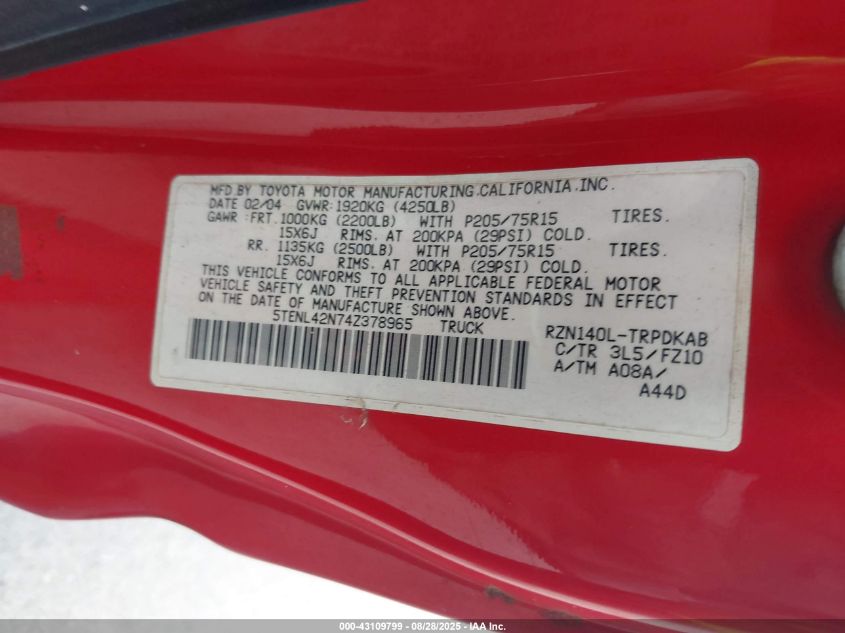 MFD.BY TOYOTA MOTOR MANUFACTURING.CALIFORNIA.INC.
DATE 02/04 GVWR:1920KG (4250LB)
GAWR: FRT. 1000KG (2200LB) WITH P205/75R15 TIRES.
15X6J RIMS. AT 200KPA (29PSI) COLD.
RR. 1135KG (2500LB) WITH P205/75R15 TIRES.
15X6J RIMS. AT 200KPA (29PSI) COLD.
THIS VEHICLE CONFORMS TO ALL APPLICABLE FEDERAL MOTOR
VEHICLE SAFETY AND THEFT PREVENTION STANDARDS IN EFFECT
ON THE DATE OF MANUFACTURE SHOWN ABOVE.
5TENL42N74Z378965 TRUCK RZN140L-TRPDKAB
C/TR 3L5/FZ10
A/TM A08A/
A44D
000-43109799 - 08/28/2025 - IAA Inc.